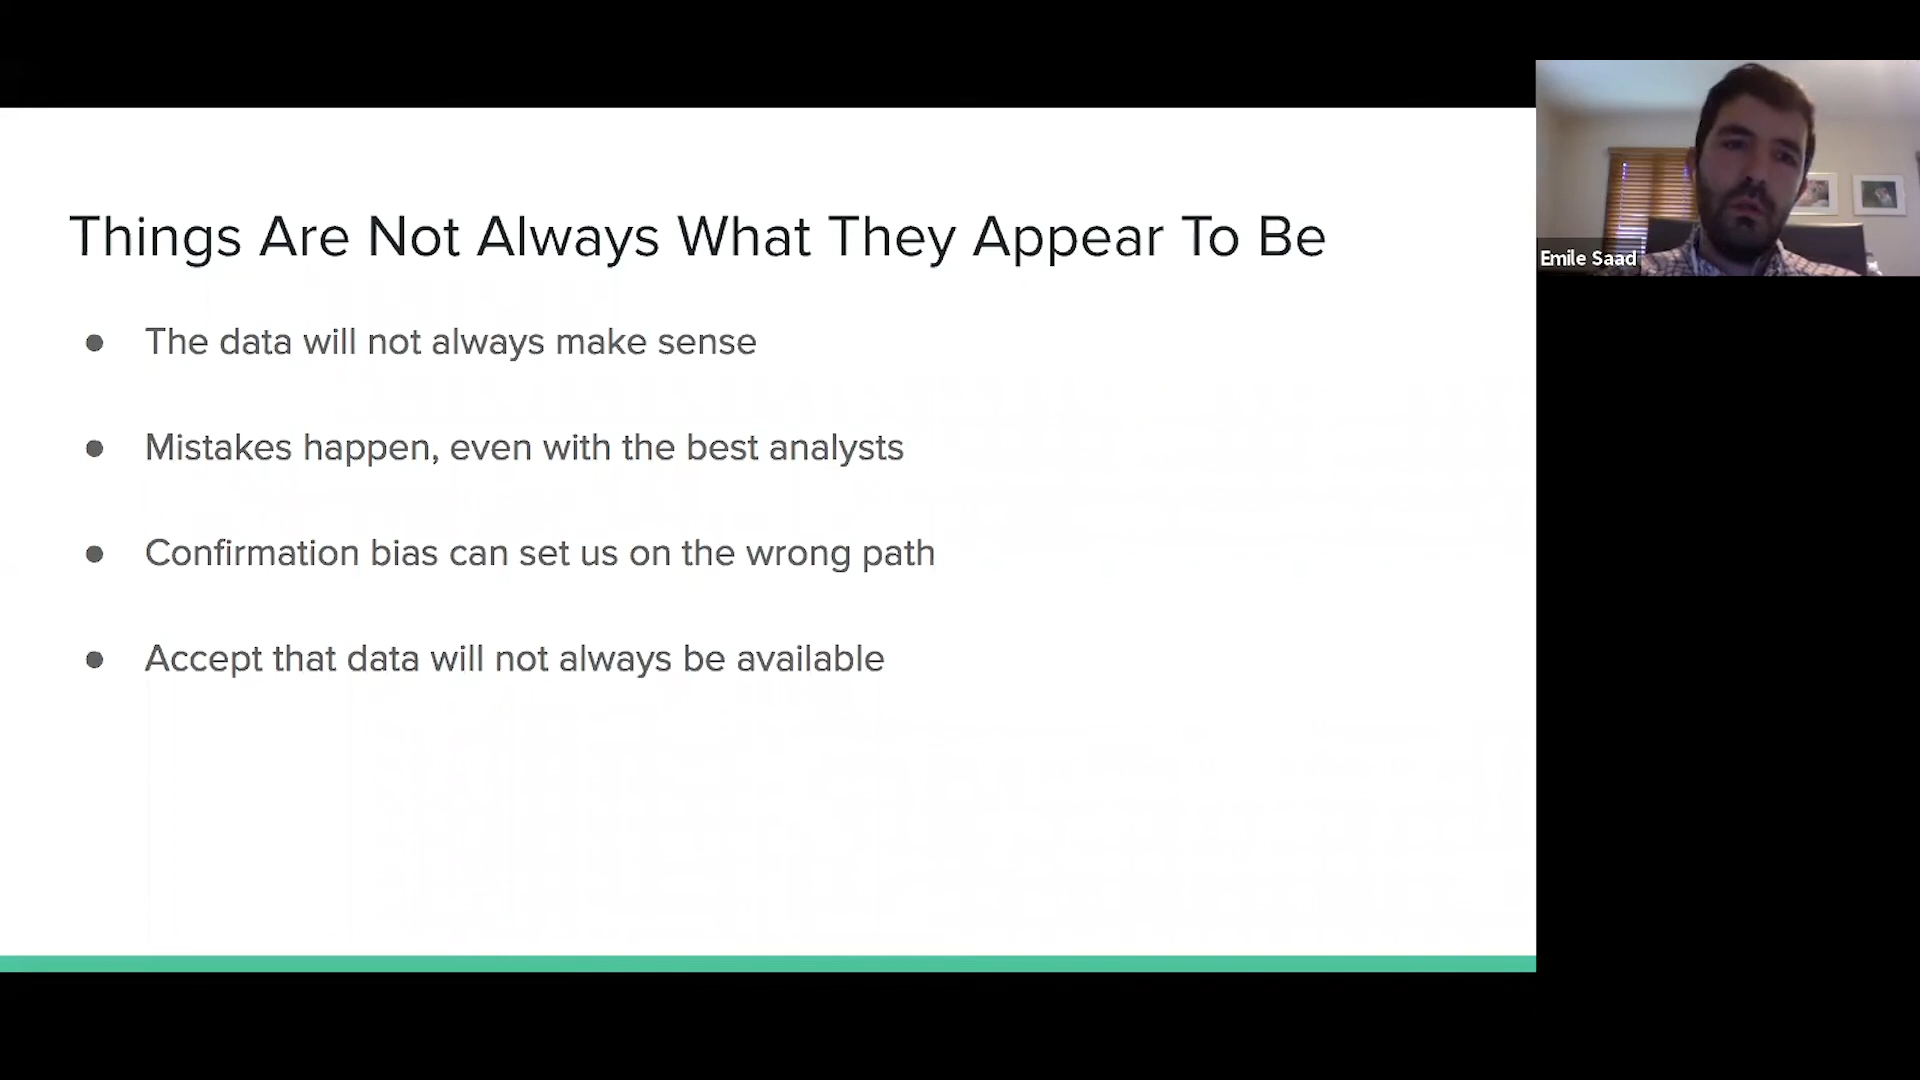 Things Are Not Always What They Appear To Be
● The data will not always make sense
● Mistakes happen, even with the best analysts
● Confirmation bias can set us on the wrong path
● Accept that data will not always be available
Emile Saad